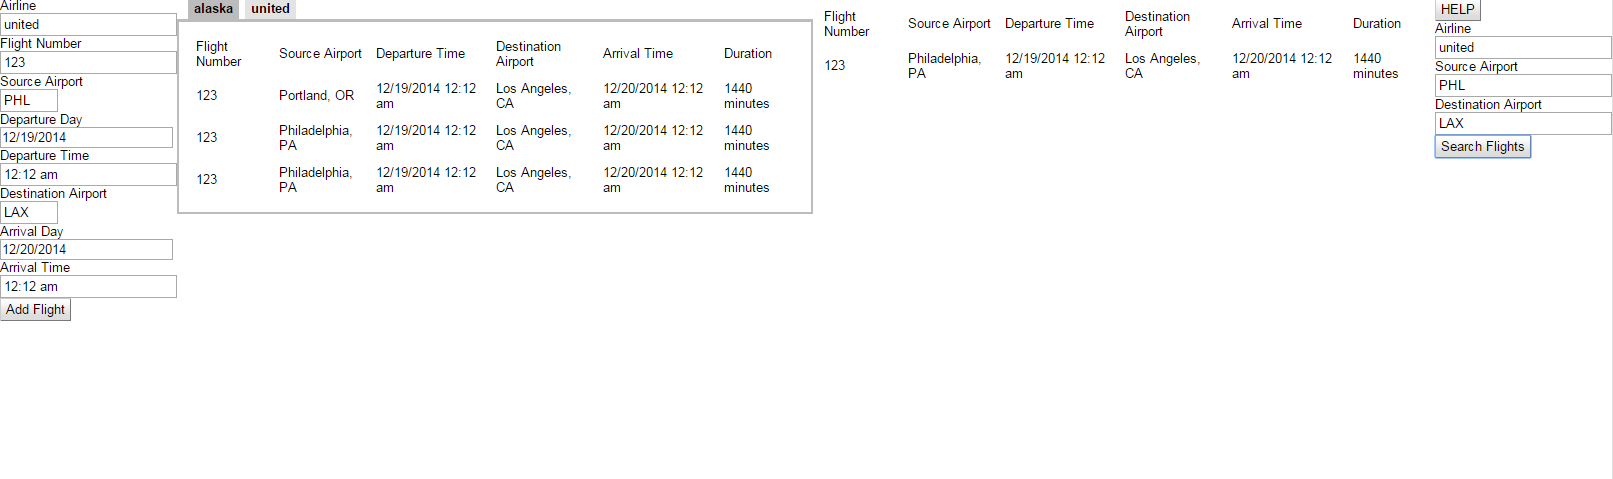 Airline
united
Flight Number
123
Source Airport
PHL
Departure Day
12/19/2014
Departure Time
12:12 am
Destination Airport
LAX
Arrival Day
12/20/2014
Arrival Time
12:12 am
Add Flight
alaska united
Flight Number Source Airport Departure Time Destination Airport Arrival Time Duration
123 Portland, OR 12/19/2014 12:12 am Los Angeles, CA 12/20/2014 12:12 am 1440 minutes
123 Philadelphia, PA 12/19/2014 12:12 am Los Angeles, CA 12/20/2014 12:12 am 1440 minutes
123 Philadelphia, PA 12/19/2014 12:12 am Los Angeles, CA 12/20/2014 12:12 am 1440 minutes
Flight Number Source Airport Departure Time Destination Airport Arrival Time Duration
123 Philadelphia, PA 12/19/2014 12:12 am Los Angeles, CA 12/20/2014 12:12 am 1440 minutes
HELP
Airline
united
Source Airport
PHL
Destination Airport
LAX
Search Flights